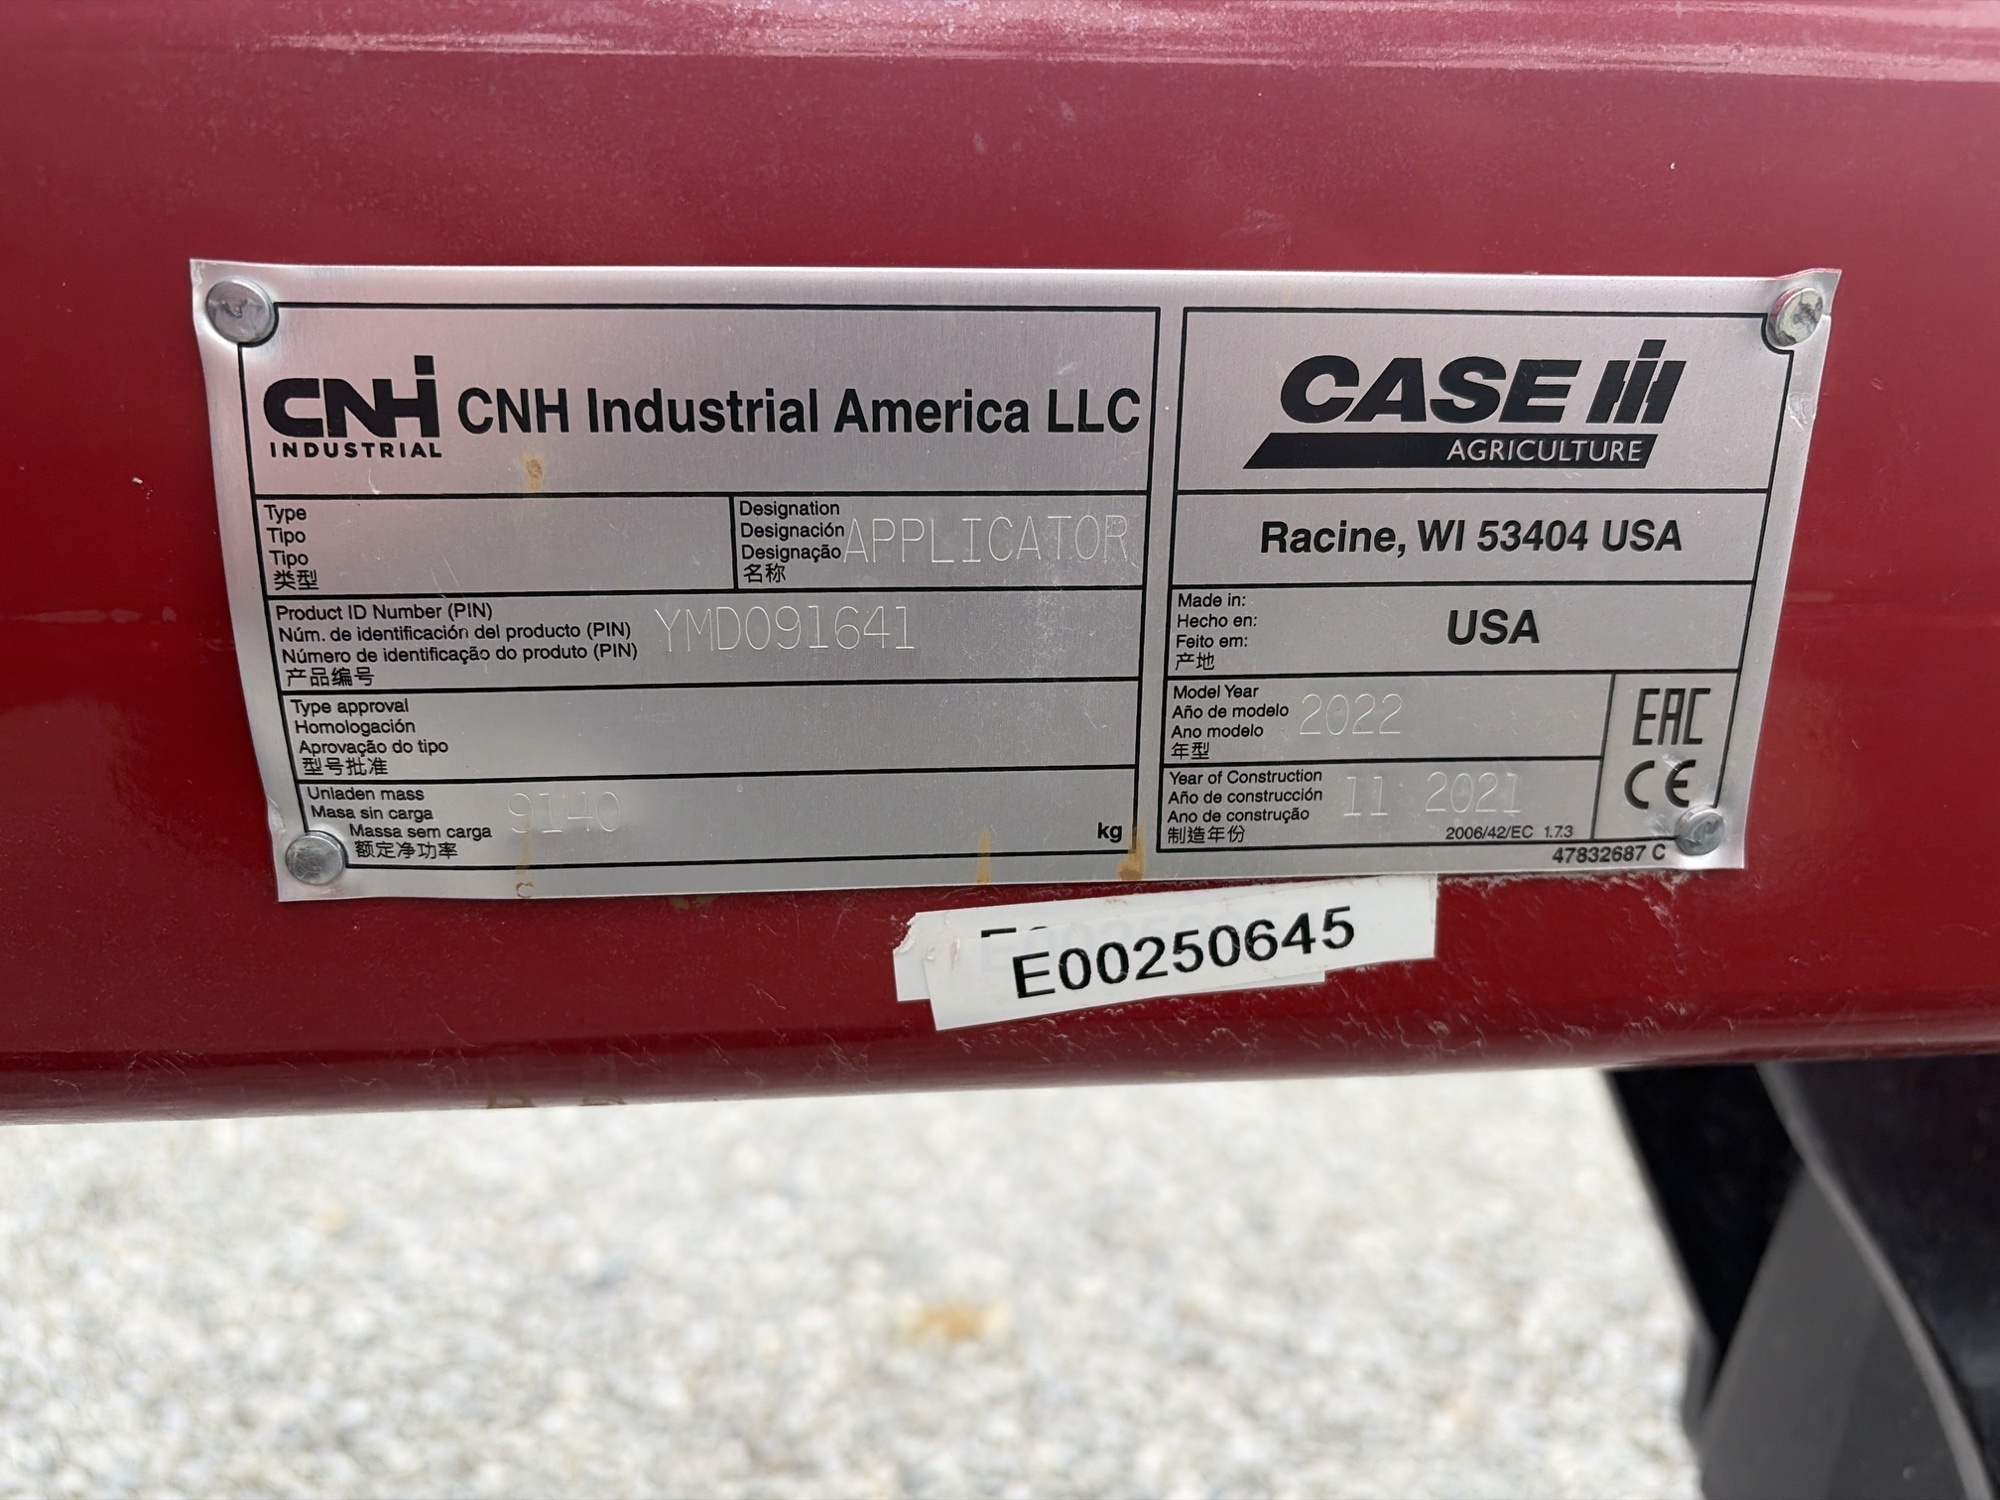 CNH INDUSTRIAL
CNH Industrial America LLC
Type
Tipo
Tipo
类型
Designation
Designación
Designação
名称
APPLICATOR
Product ID Number (PIN)
Núm. de identificación del producto (PIN)
Número de identificação do produto (PIN)
产品编号
YMD091641
Type approval
Homologación
Aprovação do tipo
型号批准
Unladen mass
Masa sin carga
Massa sem carga
额定净功率
9140
kg
CASE IH
AGRICULTURE
Racine, WI 53404 USA
Made in:
Hecho en:
Feito em:
产地
USA
Model Year
Año de modelo
Ano modelo
年型
2022
Year of Construction
Año de construcción
Ano de construção
制造年份
11 2021
2006/42/EC 1.7.3
EAC
CE
47832687 C
E00250645